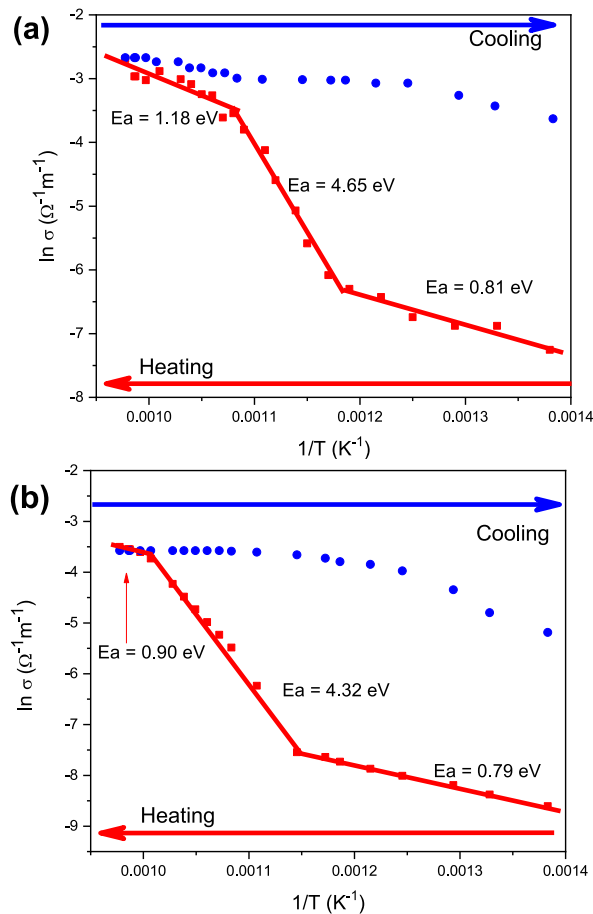 (a)
Cooling
-2
-3
-4
-5
-6
-7
-8
ln σ (Ω⁻¹m⁻¹)
Ea = 1.18 eV
Ea = 4.65 eV
Ea = 0.81 eV
Heating
0.0010 0.0011 0.0012 0.0013 0.0014
1/T (K⁻¹)
(b)
Cooling
-2
-3
-4
-5
-6
-7
-8
-9
ln σ (Ω⁻¹m⁻¹)
Ea = 0.90 eV
Ea = 4.32 eV
Ea = 0.79 eV
Heating
0.0010 0.0011 0.0012 0.0013 0.0014
1/T (K⁻¹)